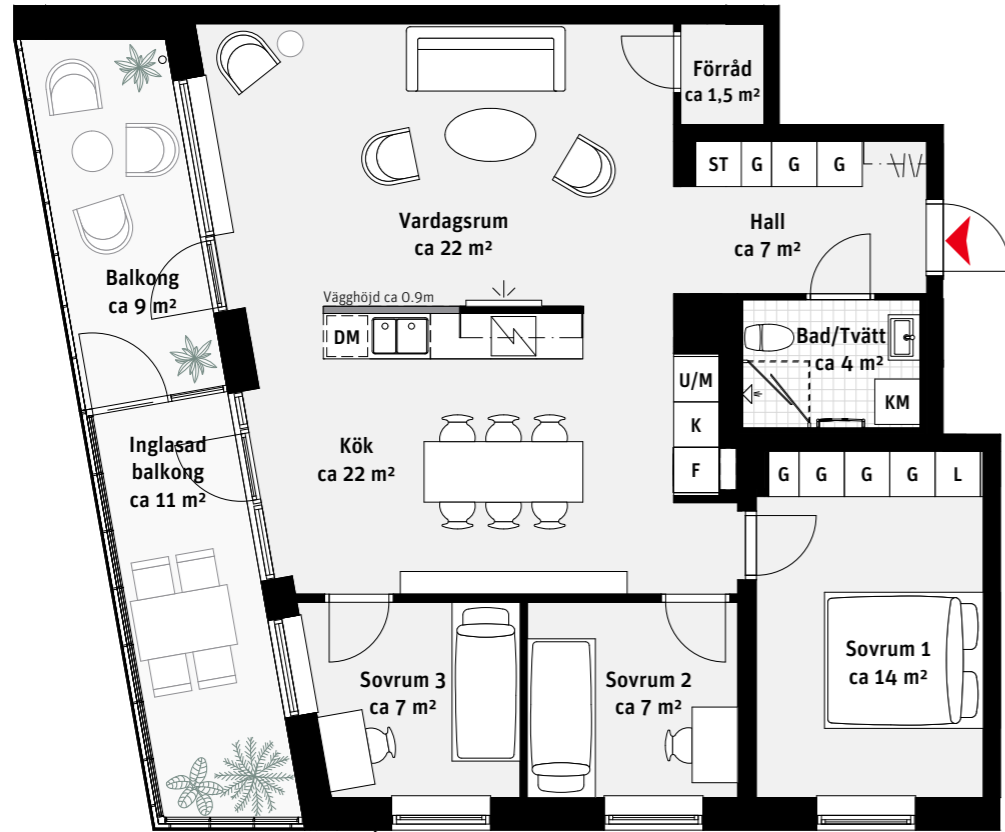 Förråd
ca 1,5 m²
ST
G
G
G
Vardagsrum
ca 22 m²
Hall
ca 7 m²
Balkong
ca 9 m²
Vägghöjd ca 0.9m
DM
Bad/Tvätt
ca 4 m²
KM
U/M
K
F
Inglasad
balkong
ca 11 m²
Kök
ca 22 m²
G
G
G
G
L
Sovrum 1
ca 14 m²
Sovrum 3
ca 7 m²
Sovrum 2
ca 7 m²